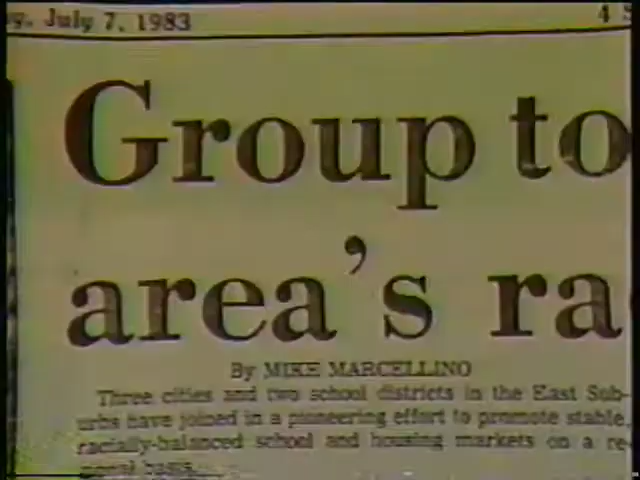 y, July 7, 1983 4 S
Group to
area's ra
By MIKE MARCELLINO
Three cities and two school districts in the East Sub-
urbs have joined in a pioneering effort to promote stable,
racially-balanced school and housing markets on a re-
gional basis.